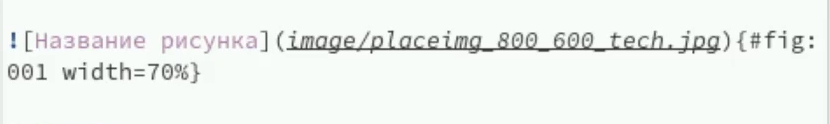 ![Название рисунка](image/placeimg_800_600_tech.jpg){#fig:
001 width=70%}